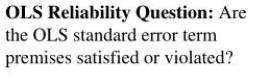 OLS Reliability Question: Are
the OLS standard error term
premises satisfied or violated?